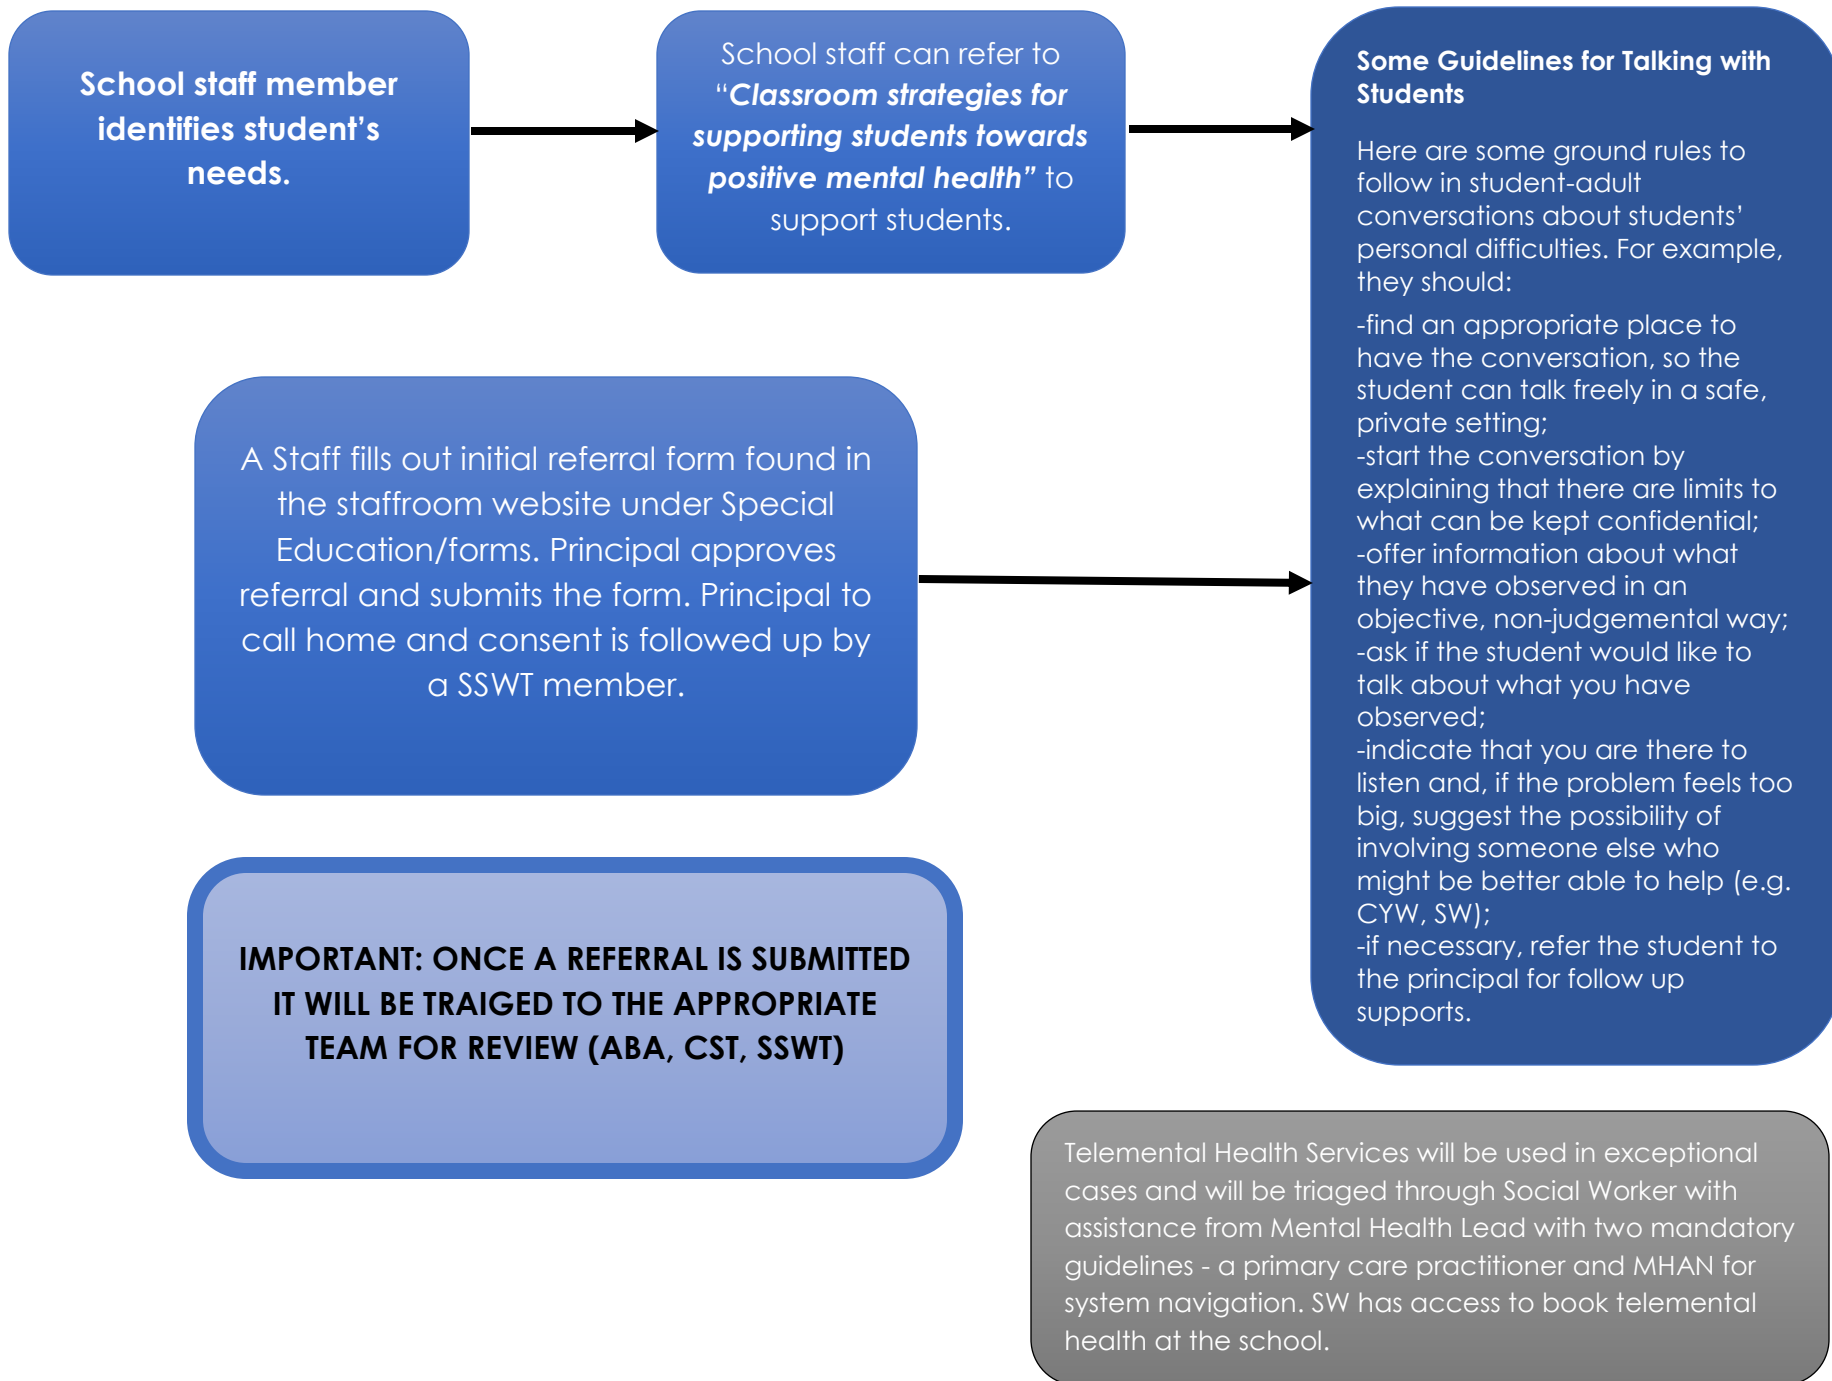 School staff member
identifies student’s
needs.
School staff can refer to
“Classroom strategies for
supporting students towards
positive mental health” to
support students.
Some Guidelines for Talking with
Students
Here are some ground rules to
follow in student-adult
conversations about students’
personal difficulties. For example,
they should:
-find an appropriate place to
have the conversation, so the
student can talk freely in a safe,
private setting;
-start the conversation by
explaining that there are limits to
what can be kept confidential;
-offer information about what
they have observed in an
objective, non-judgemental way;
-ask if the student would like to
talk about what you have
observed;
-indicate that you are there to
listen and, if the problem feels too
big, suggest the possibility of
involving someone else who
might be better able to help (e.g.
CYW, SW);
-if necessary, refer the student to
the principal for follow up
supports.
A Staff fills out initial referral form found in
the staffroom website under Special
Education/forms. Principal approves
referral and submits the form. Principal to
call home and consent is followed up by
a SSWT member.
IMPORTANT: ONCE A REFERRAL IS SUBMITTED
IT WILL BE TRAIGED TO THE APPROPRIATE
TEAM FOR REVIEW (ABA, CST, SSWT)
Telemental Health Services will be used in exceptional
cases and will be triaged through Social Worker with
assistance from Mental Health Lead with two mandatory
guidelines - a primary care practitioner and MHAN for
system navigation. SW has access to book telemental
health at the school.